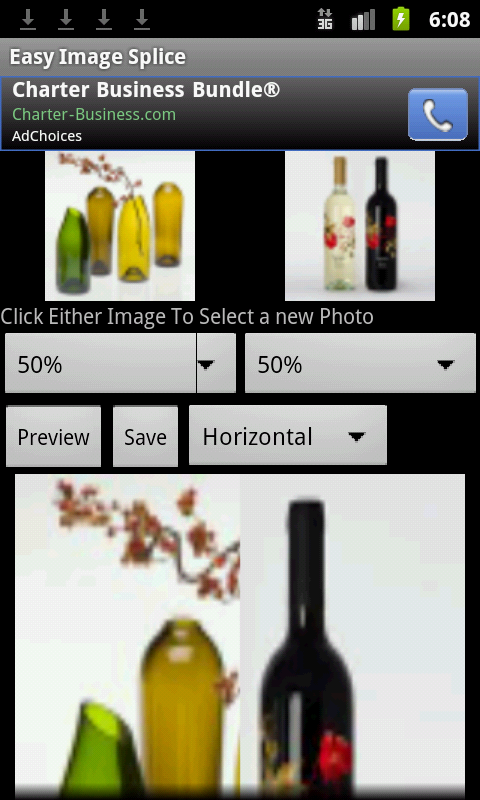 3G
6:08
Easy Image Splice
Charter Business Bundle®
Charter-Business.com
AdChoices
Click Either Image To Select a new Photo
50%
50%
Preview
Save
Horizontal